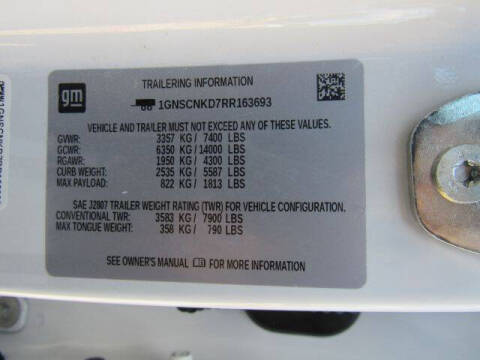 gm
TRAILERING INFORMATION
1GNSCNKD7RR163693
VEHICLE AND TRAILER MUST NOT EXCEED ANY OF THESE VALUES.
GVWR: 3357 KG / 7400 LBS
GCWR: 6350 KG / 14000 LBS
RGAWR: 1950 KG / 4300 LBS
CURB WEIGHT: 2535 KG / 5587 LBS
MAX PAYLOAD: 822 KG / 1813 LBS
SAE J2807 TRAILER WEIGHT RATING (TWR) FOR VEHICLE CONFIGURATION.
CONVENTIONAL TWR: 3583 KG / 7900 LBS
MAX TONGUE WEIGHT: 358 KG / 790 LBS
SEE OWNER'S MANUAL FOR MORE INFORMATION